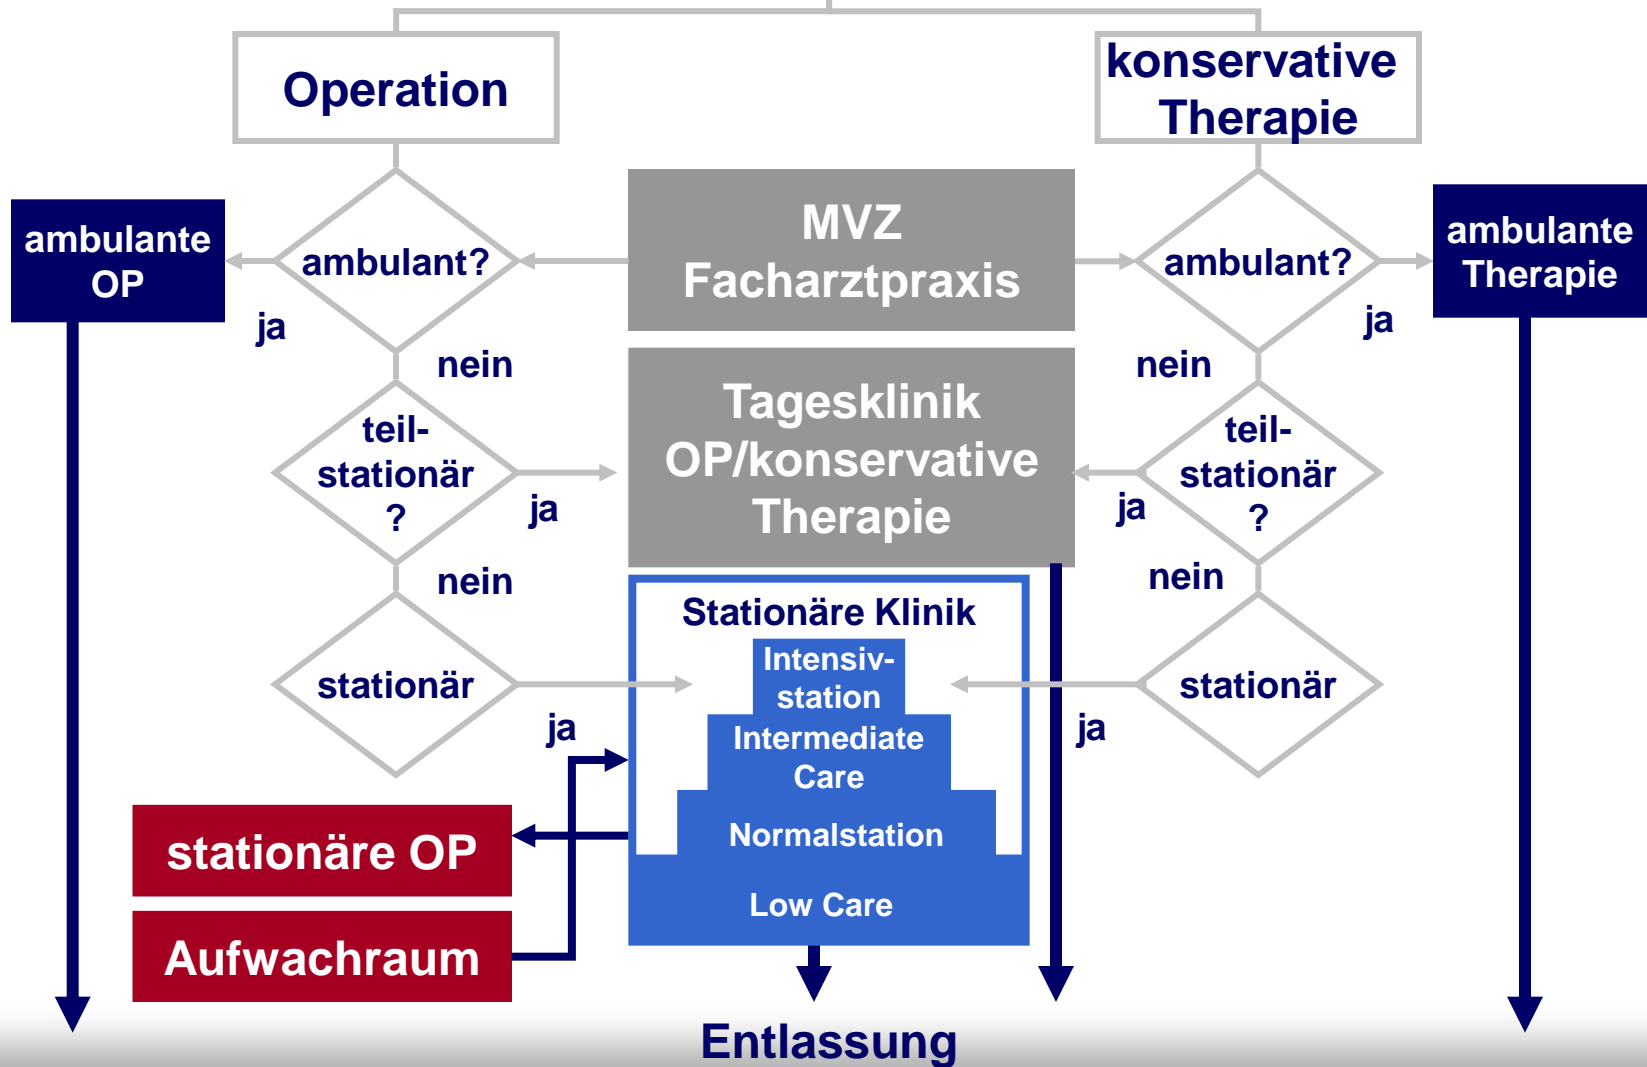 Operation
konservative
Therapie
ambulante
OP
ambulant?
MVZ
Facharztpraxis
ambulant?
ambulante
Therapie
ja
ja
nein
nein
teil-
stationär
?
ja
Tagesklinik
OP/konservative
Therapie
teil-
stationär
?
ja
nein
nein
Stationäre Klinik
stationär
ja
Intensiv-
station
stationär
ja
Intermediate
Care
Normalstation
Low Care
stationäre OP
Aufwachraum
Entlassung